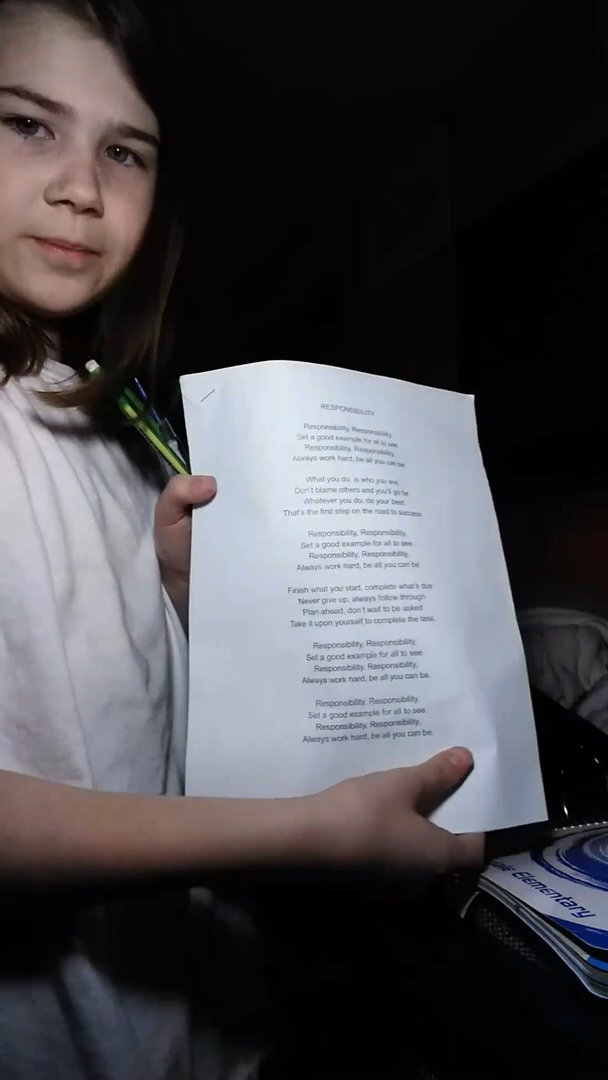 RESPONSIBILITY
Responsibility, Responsibility,
Set a good example for all to see.
Responsibility, Responsibility,
Always work hard, be all you can be.
What you do, is who you are,
Don't blame others and you'll go far
Whatever you do, do your best
That's the first step on the road to success.
Responsibility, Responsibility,
Set a good example for all to see.
Responsibility, Responsibility,
Always work hard, be all you can be
Finish what you start, complete what's due
Never give up, always follow through
Plan ahead, don't wait to be asked
Take it upon yourself to complete the task.
Responsibility, Responsibility,
Set a good example for all to see
Responsibility, Responsibility,
Always work hard, be all you can be.
Responsibility, Responsibility,
Set a good example for all to see.
Responsibility, Responsibility,
Always work hard, be all you can be.
Elementary